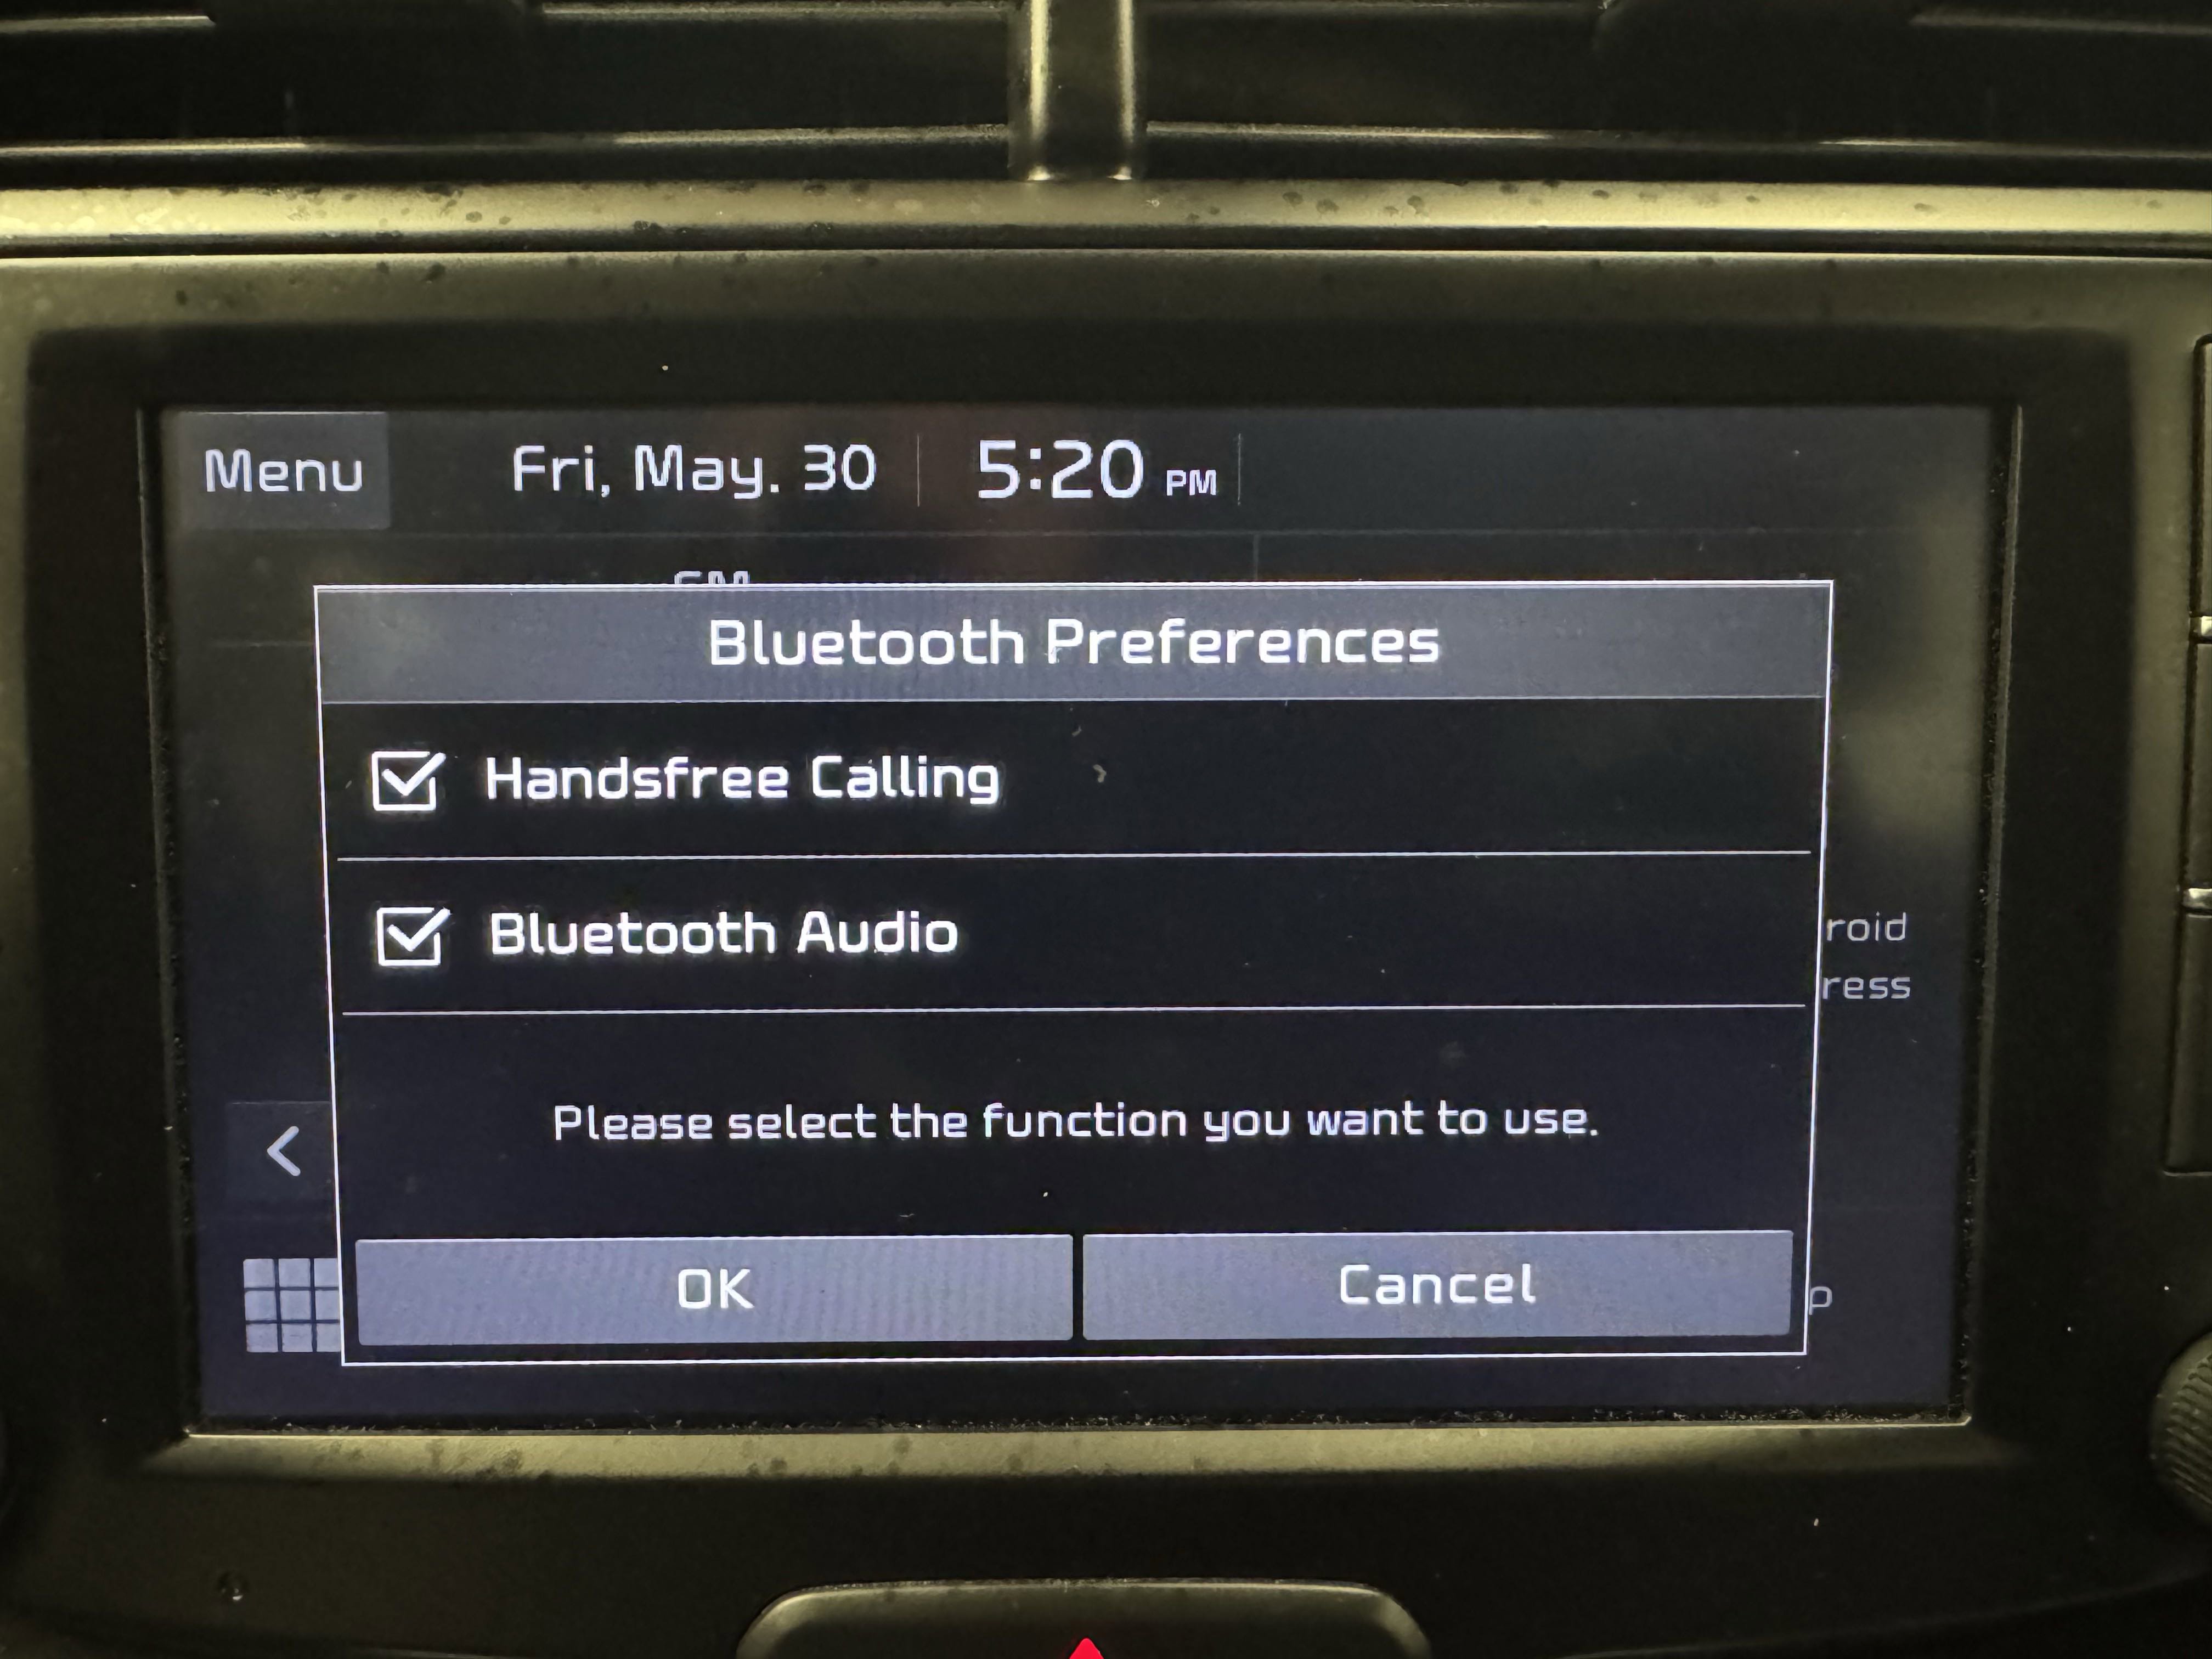 Menu
Fri, May. 30
5:20 PM
Bluetooth Preferences
Handsfree Calling
Bluetooth Audio
roid
ress
Please select the function you want to use.
OK
Cancel
p